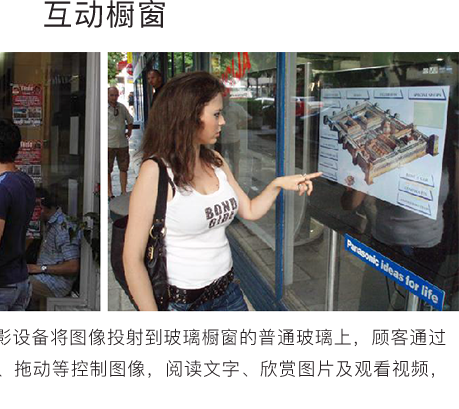 互动橱窗
BOND
GIRL
Panasonic ideas for life
影设备将图像投射到玻璃橱窗的普通玻璃上，顾客通过
、拖动等控制图像，阅读文字、欣赏图片及观看视频，